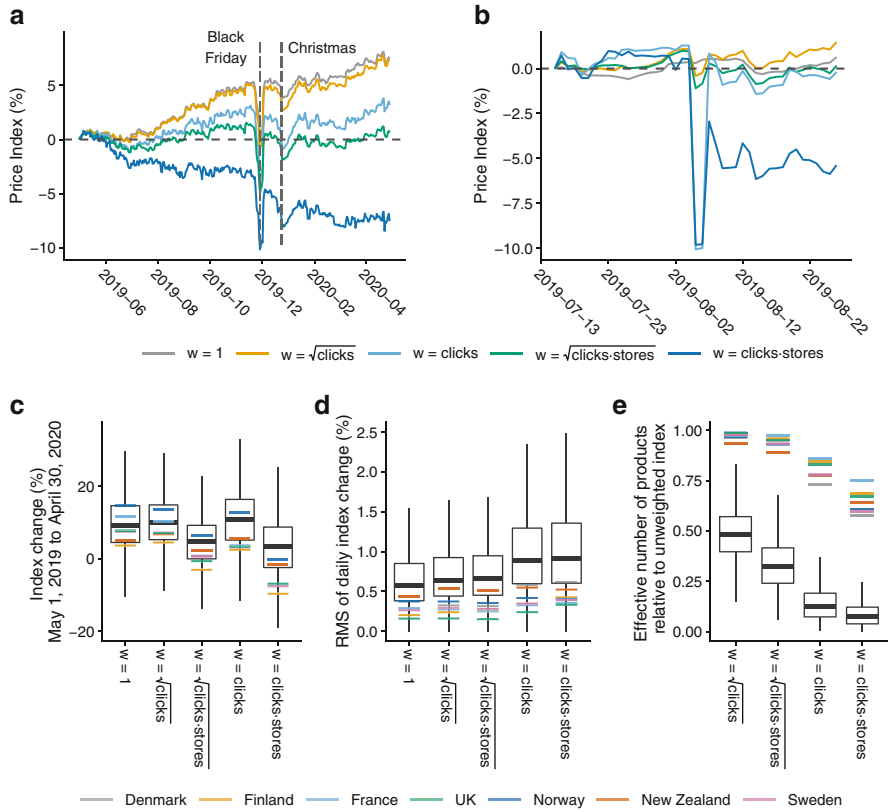 a
Black
Friday
Christmas
Price Index (%)
5
0
−5
−10
2019−06
2019−08
2019−10
2019−12
2020−02
2020−04
b
Price Index (%)
0.0
−2.5
−5.0
−7.5
−10.0
2019−07−13
2019−07−23
2019−08−02
2019−08−12
2019−08−22
w = 1
w = √clicks
w = clicks
w = √clicks·stores
w = clicks·stores
c
Index change (%)
May 1, 2019 to April 30, 2020
20
0
−20
w = 1
w = √clicks
w = √clicks·stores
w = clicks
w = clicks·stores
d
RMS of daily index change (%)
2.5
2.0
1.5
1.0
0.5
0.0
w = 1
w = √clicks
w = √clicks·stores
w = clicks
w = clicks·stores
e
Effective number of products
relative to unweighted index
1.00
0.75
0.50
0.25
0.00
w = √clicks
w = √clicks·stores
w = clicks
w = clicks·stores
Denmark
Finland
France
UK
Norway
New Zealand
Sweden